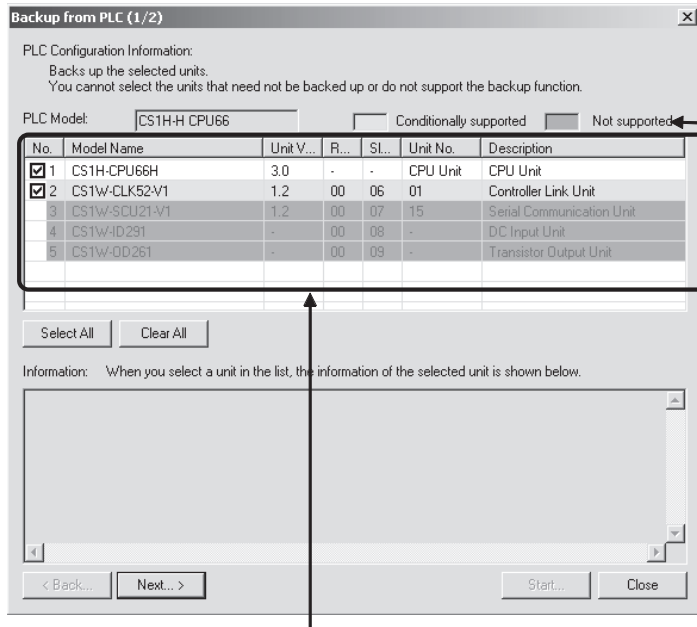 Backup from PLC (1/2)
PLC Configuration Information:
Backs up the selected units.
You cannot select the units that need not be backed up or do not support the backup function.
PLC Model: CS1H-H CPU66 Conditionally supported Not supported
No. Model Name Unit V... R... Sl... Unit No. Description
1 CS1H-CPU66H 3.0 - - CPU Unit CPU Unit
2 CS1W-CLK52-V1 1.2 00 06 01 Controller Link Unit
3 CS1W-SCU21-V1 1.2 00 07 15 Serial Communication Unit
4 CS1W-ID291 - 00 08 - DC Input Unit
5 CS1W-OD261 - 00 09 - Transistor Output Unit
Select All Clear All
Information: When you select a unit in the list, the information of the selected unit is shown below.
< Back... Next... > Start... Close